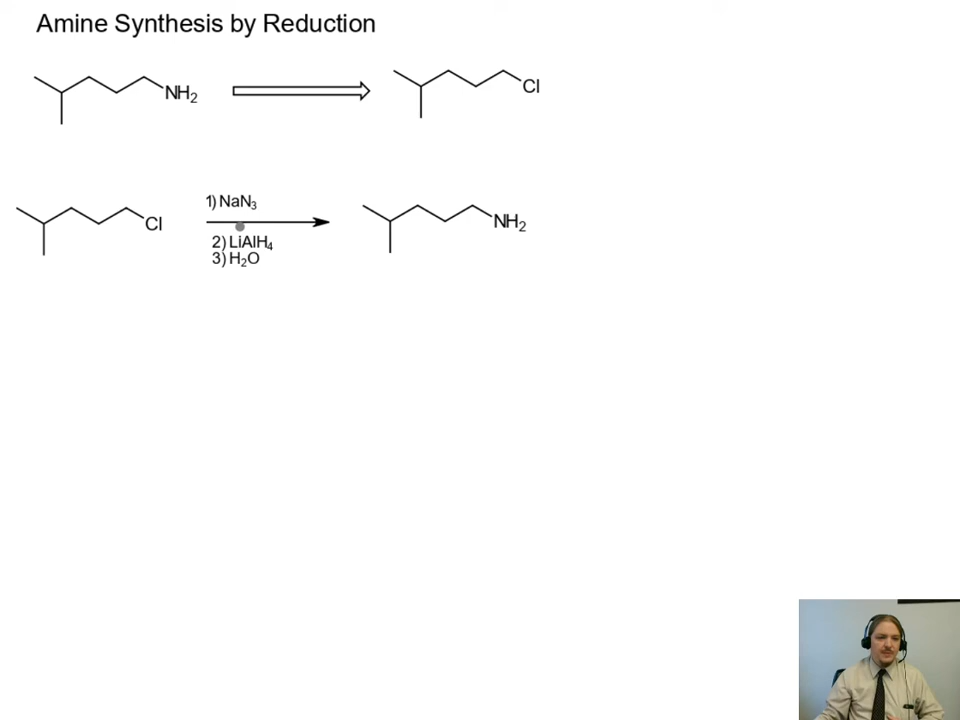 Amine Synthesis by Reduction
NH₂
Cl
Cl
1) NaN₃
2) LiAlH₄
3) H₂O
NH₂